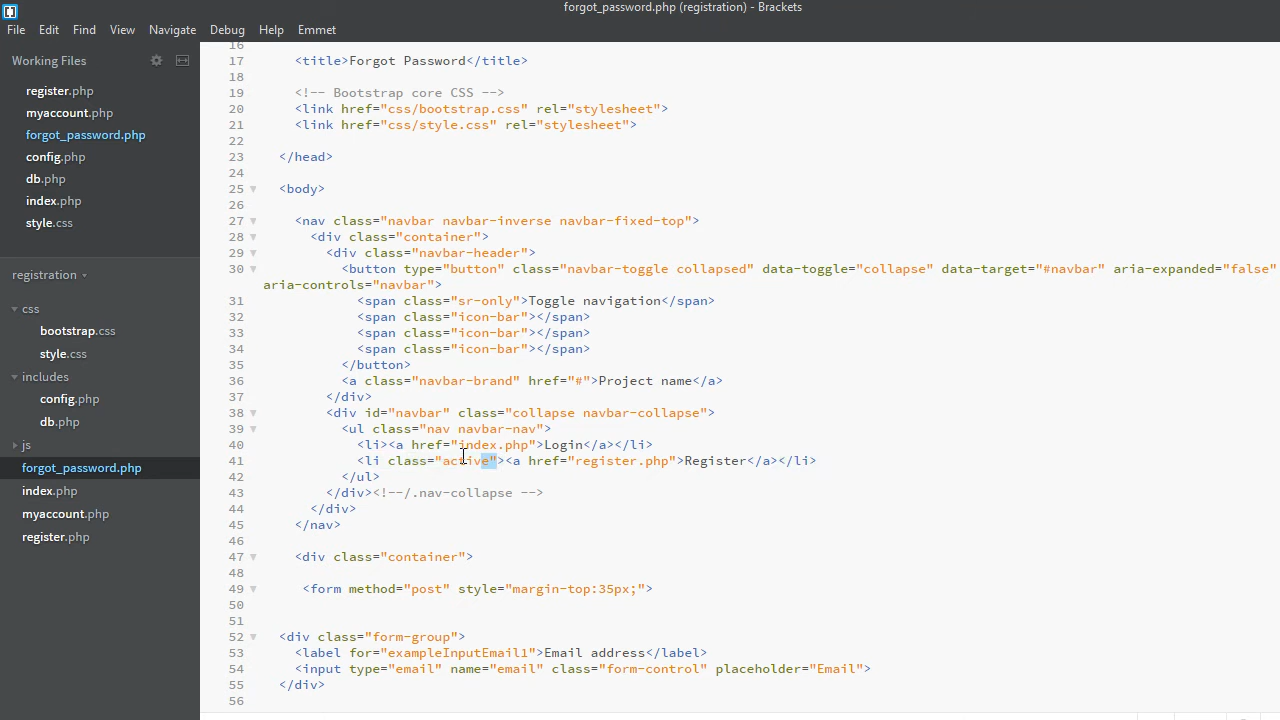 forgot_password.php (registration) - Brackets
File Edit Find View Navigate Debug Help Emmet
Working Files
register.php
myaccount.php
forgot_password.php
config.php
db.php
index.php
style.css
registration
css
bootstrap.css
style.css
includes
config.php
db.php
js
forgot_password.php
index.php
myaccount.php
register.php
16
17 <title>Forgot Password</title>
18
19 <!-- Bootstrap core CSS -->
20 <link href="css/bootstrap.css" rel="stylesheet">
21 <link href="css/style.css" rel="stylesheet">
22
23 </head>
24
25 <body>
26
27 <nav class="navbar navbar-inverse navbar-fixed-top">
28 <div class="container">
29 <div class="navbar-header">
30 <button type="button" class="navbar-toggle collapsed" data-toggle="collapse" data-target="#navbar" aria-expanded="false"
aria-controls="navbar">
31 <span class="sr-only">Toggle navigation</span>
32 <span class="icon-bar"></span>
33 <span class="icon-bar"></span>
34 <span class="icon-bar"></span>
35 </button>
36 <a class="navbar-brand" href="#">Project name</a>
37 </div>
38 <div id="navbar" class="collapse navbar-collapse">
39 <ul class="nav navbar-nav">
40 <li><a href="index.php">Login</a></li>
41 <li class="active"><a href="register.php">Register</a></li>
42 </ul>
43 </div><!--/.nav-collapse -->
44 </div>
45 </nav>
46
47 <div class="container">
48
49 <form method="post" style="margin-top:35px;">
50
51
52 <div class="form-group">
53 <label for="exampleInputEmail1">Email address</label>
54 <input type="email" name="email" class="form-control" placeholder="Email">
55 </div>
56